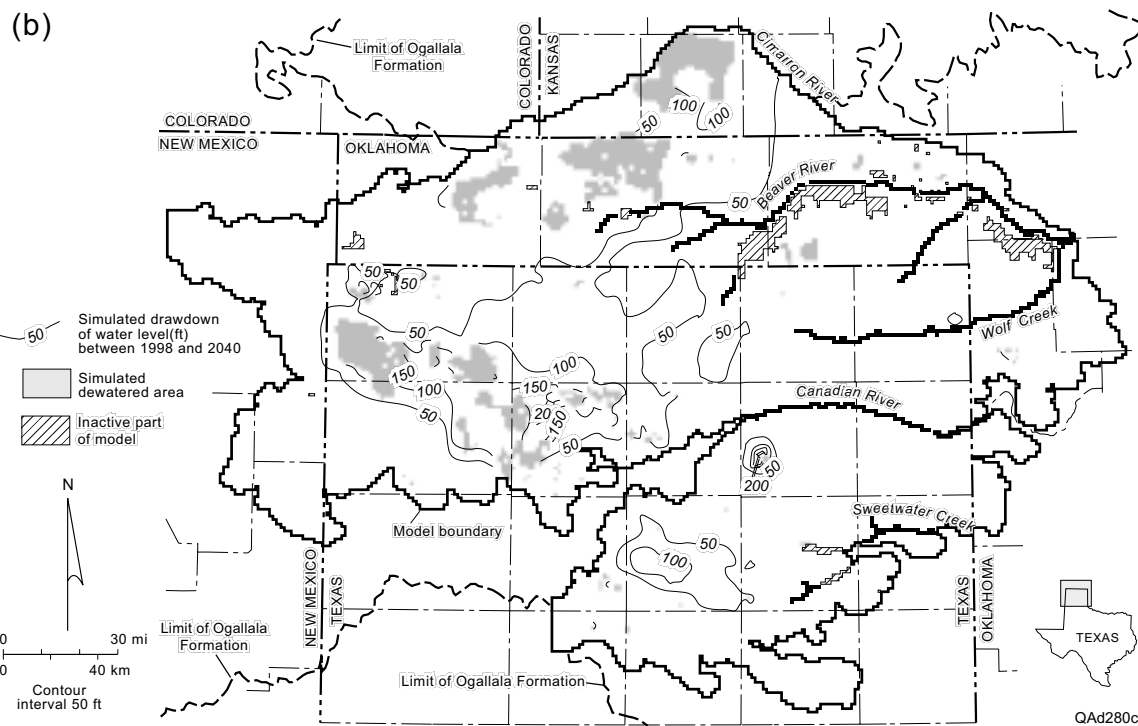 (b)
Limit of Ogallala
Formation
COLORADO
KANSAS
Cimarron River
100
50
100
COLORADO
NEW MEXICO
OKLAHOMA
Beaver River
50
50
50
50
Simulated drawdown
of water level(ft)
between 1998 and 2040
50
50
50
Wolf Creek
Simulated
dewatered area
150
100
100
150
Canadian River
Inactive part
of model
50
20
150
50
50
200
N
Model boundary
Sweetwater Creek
50
100
NEW MEXICO
TEXAS
TEXAS
OKLAHOMA
0
30 mi
0
40 km
Limit of Ogallala
Formation
TEXAS
Contour
interval 50 ft
Limit of Ogallala Formation
QAd280c